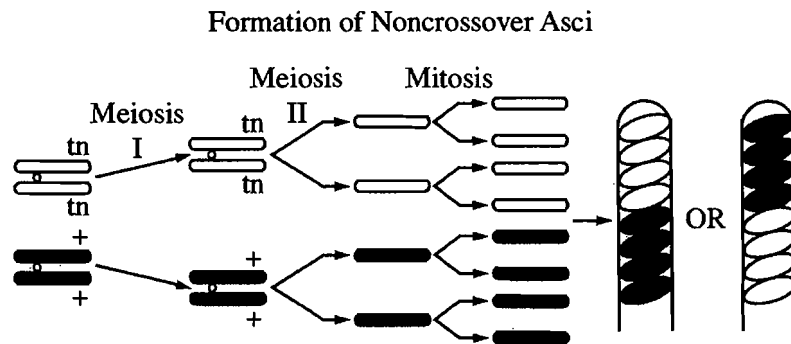 Formation of Noncrossover Asci
Meiosis
I
Meiosis
II
Mitosis
tn
tn
+
+
tn
tn
+
+
OR